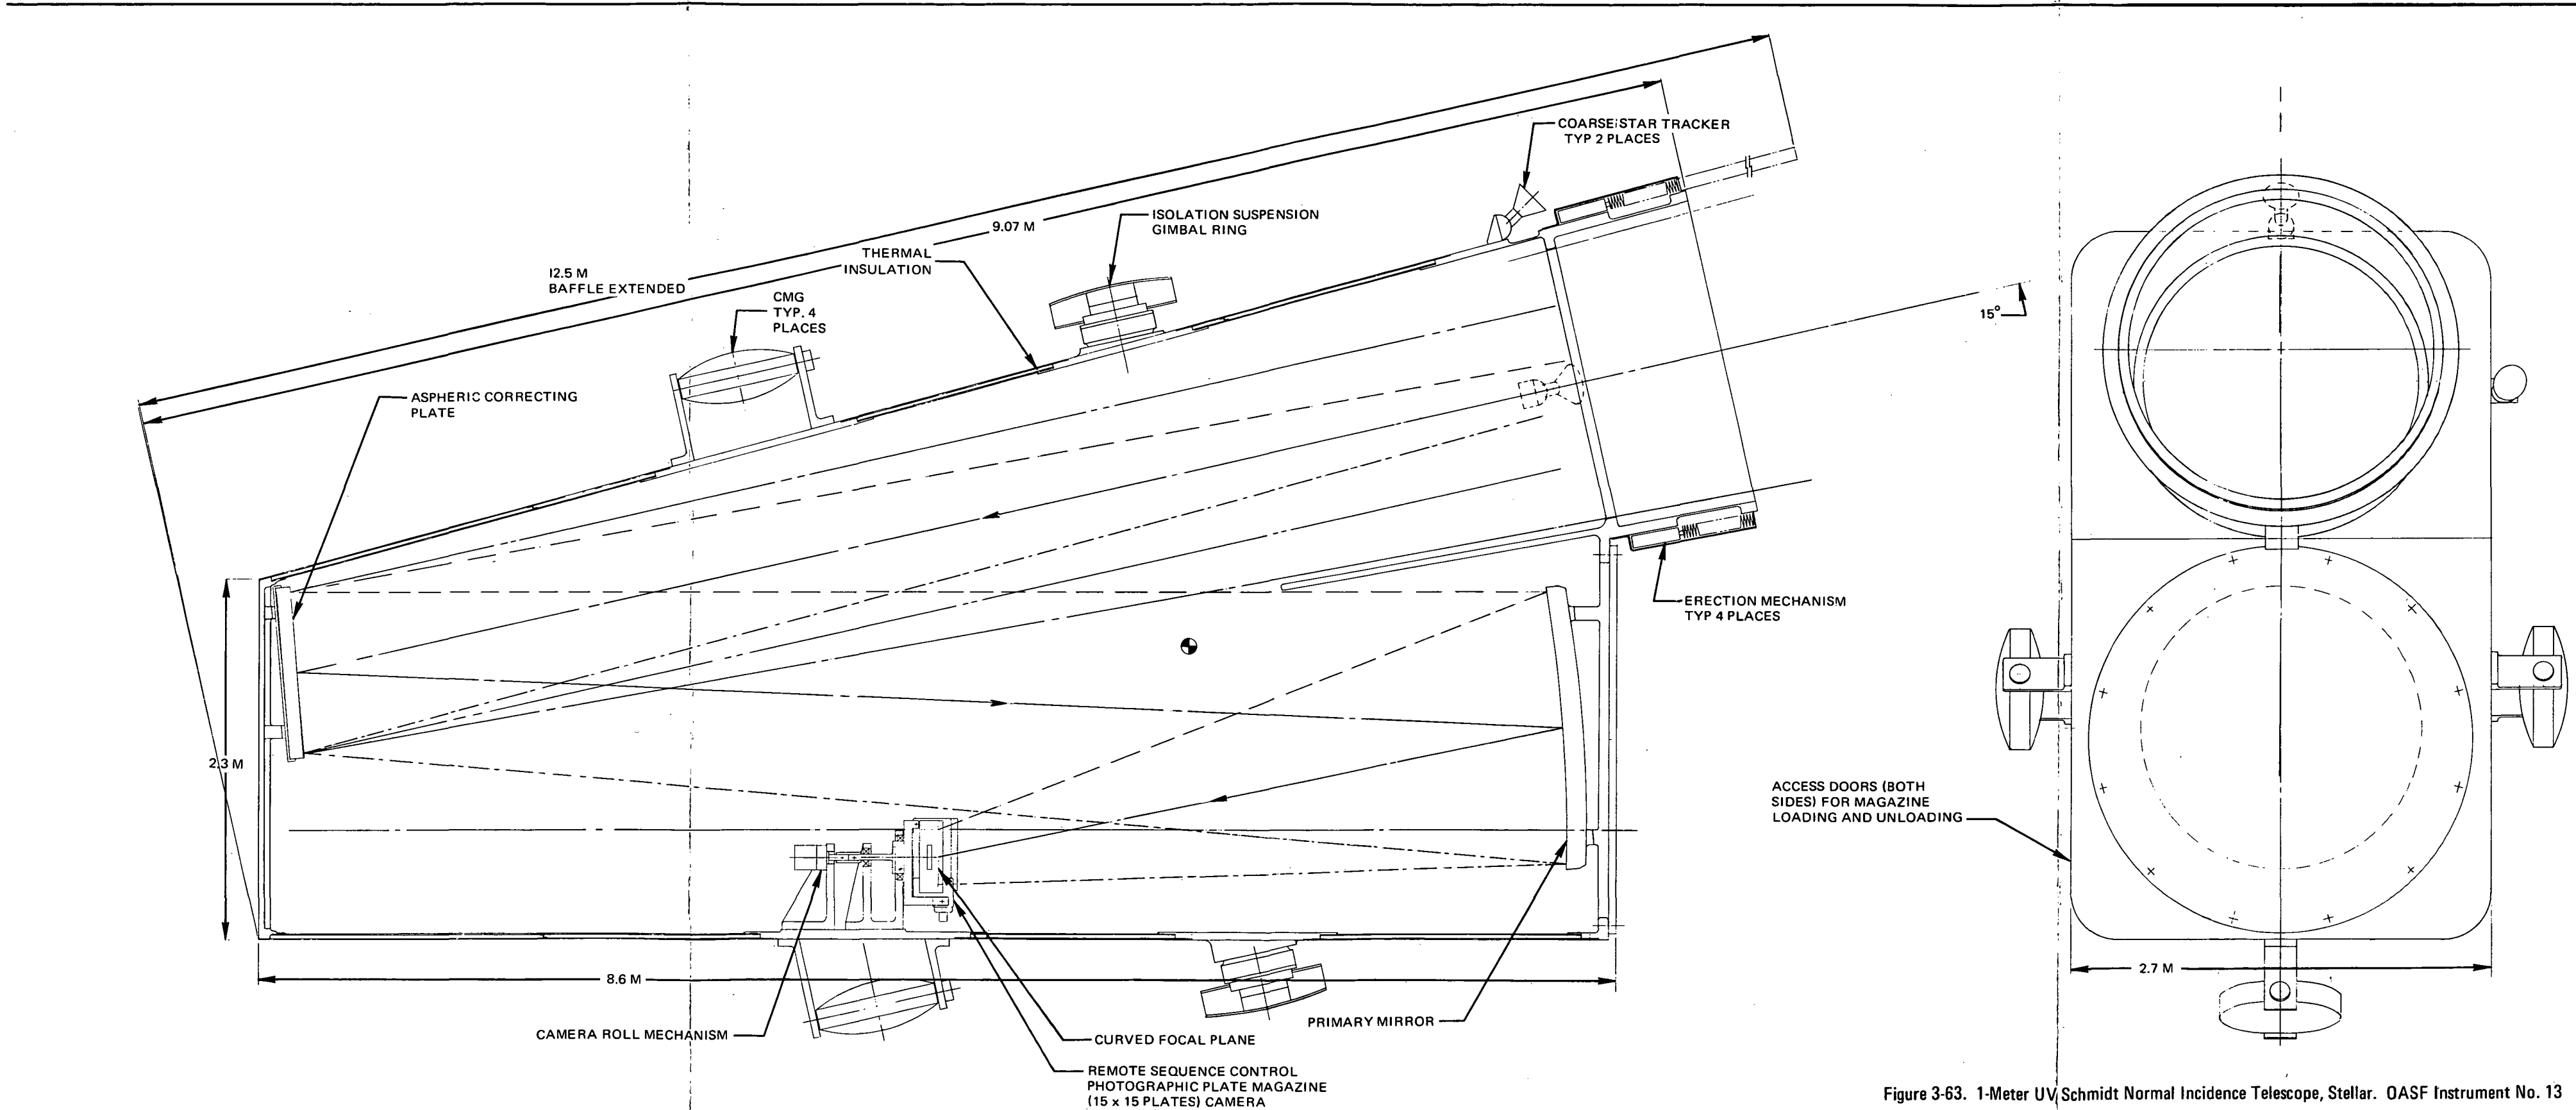 COARSE STAR TRACKER
TYP 2 PLACES
ISOLATION SUSPENSION
GIMBAL RING
9.07 M
THERMAL
INSULATION
12.5 M
BAFFLE EXTENDED
CMG
TYP. 4
PLACES
15°
ASPHERIC CORRECTING
PLATE
ERECTION MECHANISM
TYP 4 PLACES
2.3 M
ACCESS DOORS (BOTH
SIDES) FOR MAGAZINE
LOADING AND UNLOADING
8.6 M
2.7 M
CAMERA ROLL MECHANISM
PRIMARY MIRROR
CURVED FOCAL PLANE
REMOTE SEQUENCE CONTROL
PHOTOGRAPHIC PLATE MAGAZINE
(15 x 15 PLATES) CAMERA
Figure 3-63. 1-Meter UV Schmidt Normal Incidence Telescope, Stellar. OASF Instrument No. 13